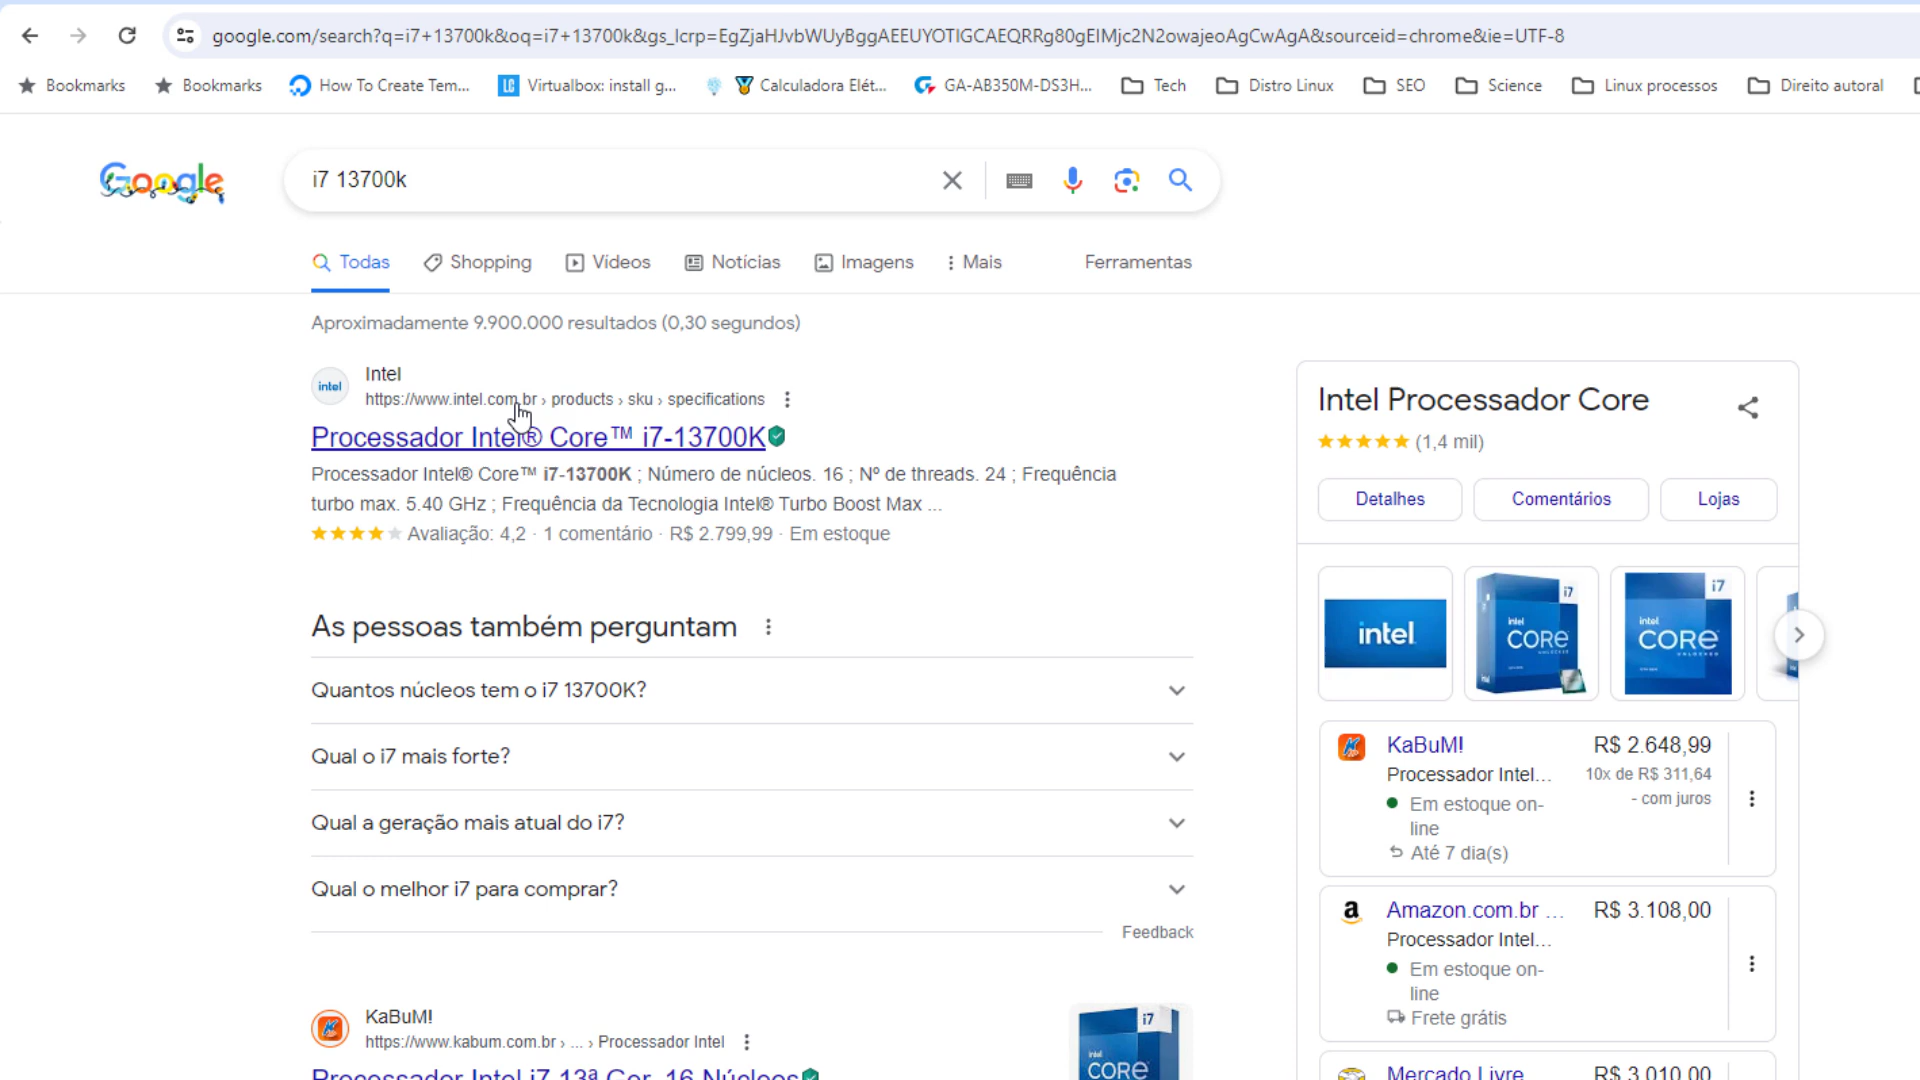 google.com/search?q=i7+13700k&oq=i7+13700k&gs_lcrp=EgZjaHJvbWUyBggAEEUYOTIGCAEQRRg80gEIMjc2N2owajeoAgCwAgA&sourceid=chrome&ie=UTF-8
Bookmarks Bookmarks How To Create Tem... Virtualbox: install g... Calculadora Elét... GA-AB350M-DS3H... Tech Distro Linux SEO Science Linux processos Direito autoral
Google
i7 13700k
Todas Shopping Vídeos Notícias Imagens Mais Ferramentas
Aproximadamente 9.900.000 resultados (0,30 segundos)
intel
Intel
https://www.intel.com.br › products › sku › specifications
Processador Intel® Core™ i7-13700K
Processador Intel® Core™ i7-13700K ; Número de núcleos. 16 ; Nº de threads. 24 ; Frequência
turbo max. 5.40 GHz ; Frequência da Tecnologia Intel® Turbo Boost Max ...
Avaliação: 4,2 · 1 comentário · R$ 2.799,99 · Em estoque
As pessoas também perguntam
Quantos núcleos tem o i7 13700K?
Qual o i7 mais forte?
Qual a geração mais atual do i7?
Qual o melhor i7 para comprar?
Feedback
KaBuM!
https://www.kabum.com.br › ... › Processador Intel
Processador Intel i7 13ª Ger, 16 Núcleos
i7
intel
CORE
Intel Processador Core
(1,4 mil)
Detalhes Comentários Lojas
intel
i7
intel
CORE
UNLOCKED
i7
intel
CORE
UNLOCKED
KaBuM! R$ 2.648,99
Processador Intel... 10x de R$ 311,64
- com juros
Em estoque on-
line
Até 7 dia(s)
Amazon.com.br ... R$ 3.108,00
Processador Intel...
Em estoque on-
line
Frete grátis
Mercado Livre R$ 3.010,00